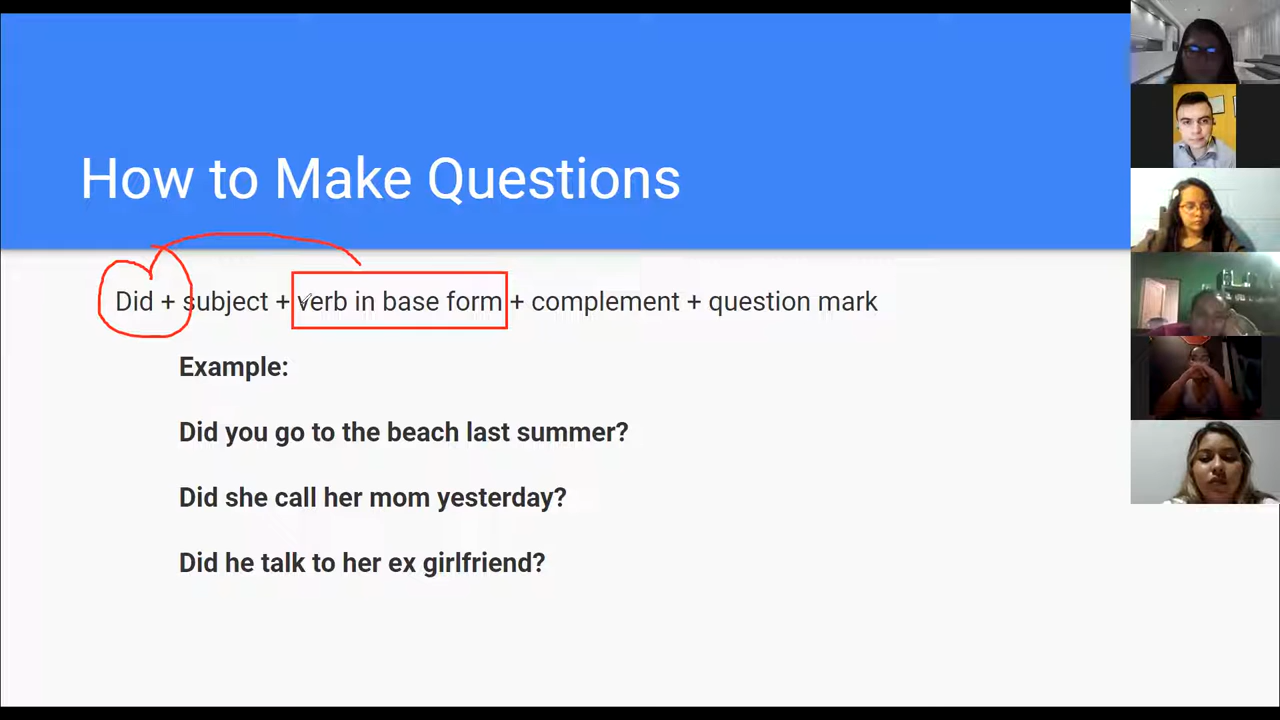 How to Make Questions
Did + subject + verb in base form + complement + question mark
Example:
Did you go to the beach last summer?
Did she call her mom yesterday?
Did he talk to her ex girlfriend?